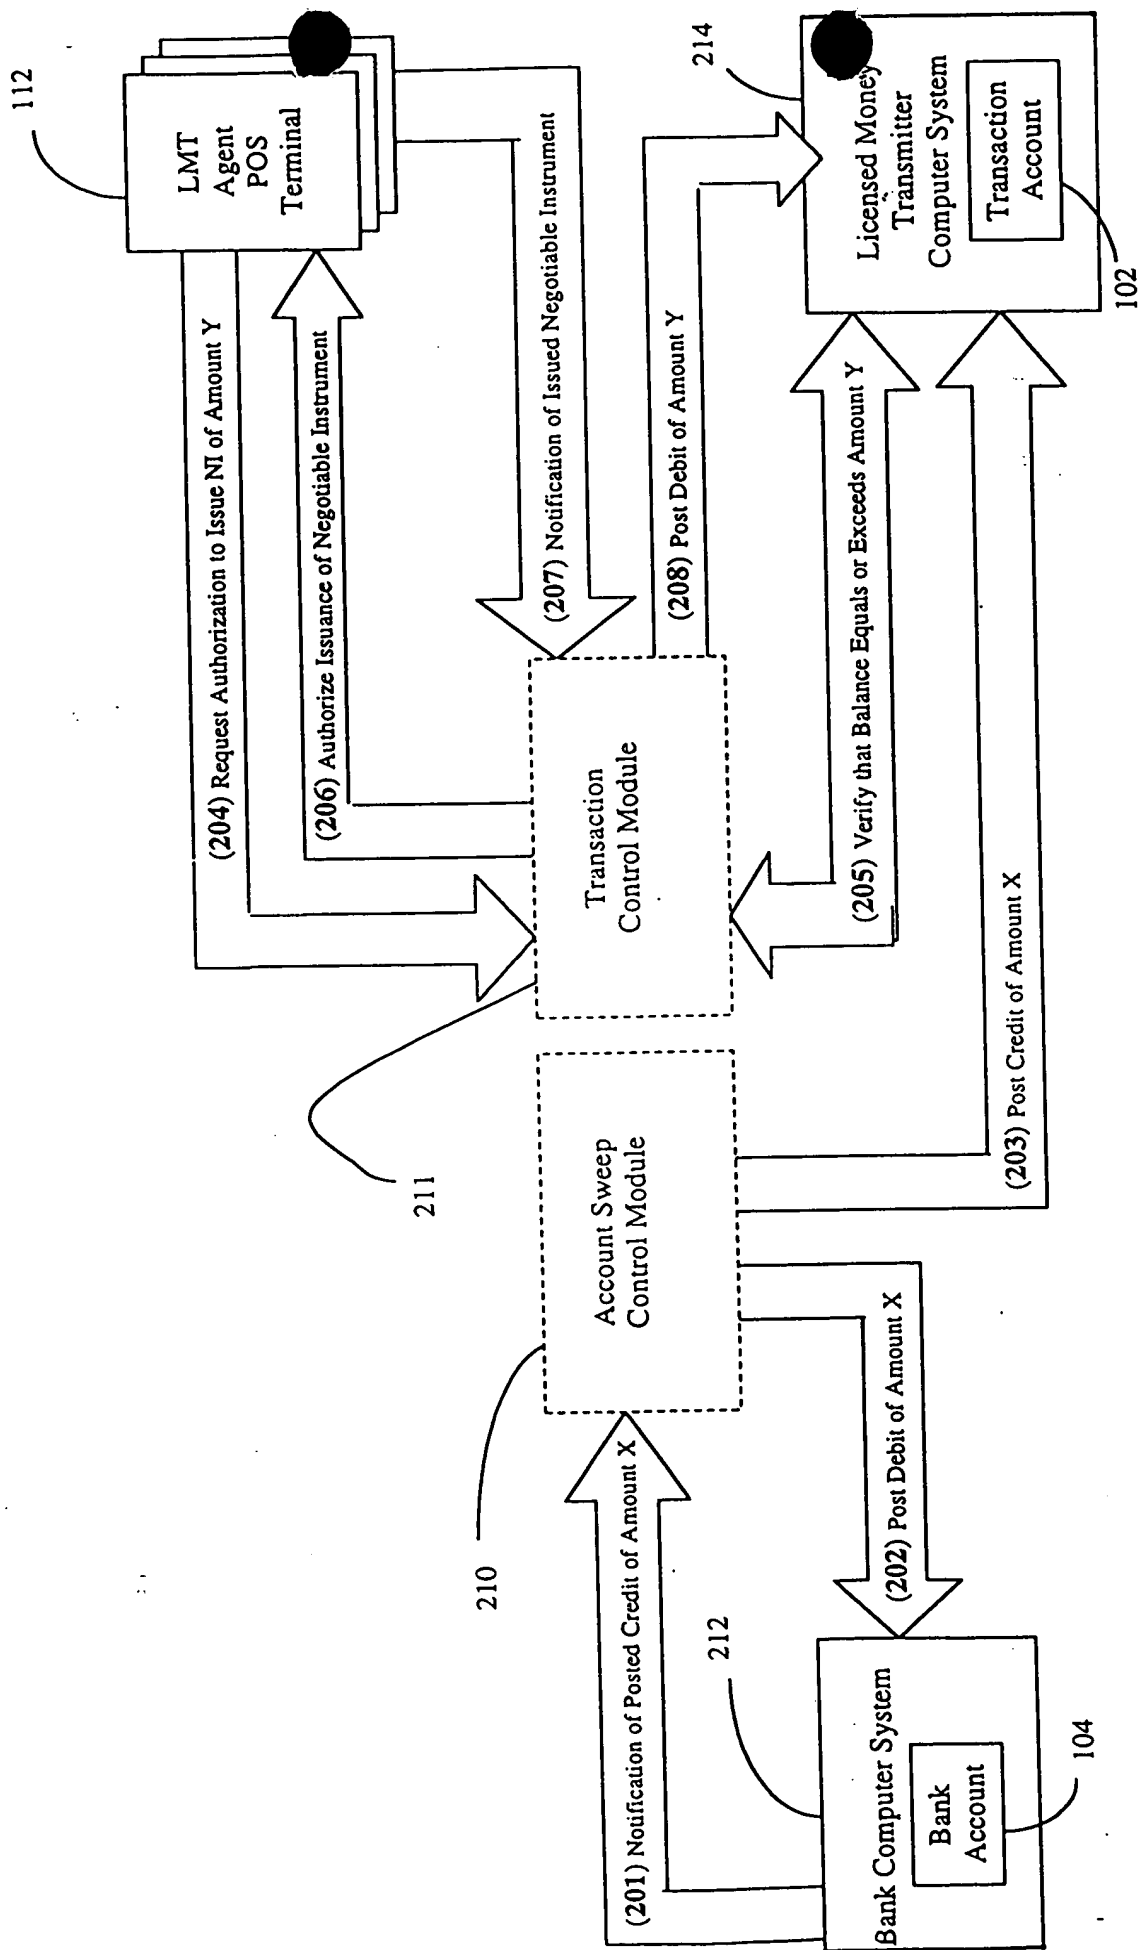 112
LMT
Agent
POS
Terminal
(204) Request Authorization to Issue NI of Amount Y
(206) Authorize Issuance of Negotiable Instrument
(207) Notification of Issued Negotiable Instrument
(208) Post Debit of Amount Y
214
Licensed Money
Transmitter
Computer System
Transaction
Account
102
(205) Verify that Balance Equals or Exceeds Amount Y
(203) Post Credit of Amount X
Transaction
Control Module
211
Account Sweep
Control Module
210
(201) Notification of Posted Credit of Amount X
(202) Post Debit of Amount X
212
Bank Computer System
Bank
Account
104